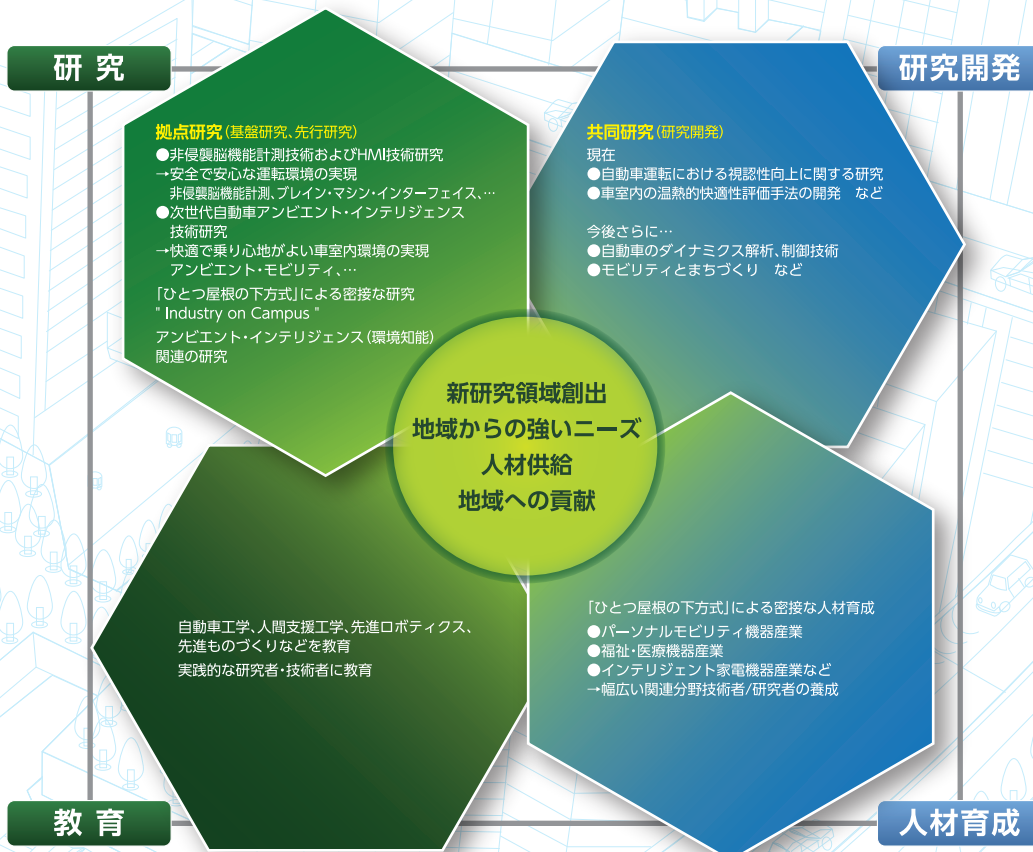 研 究
研究開発
拠点研究(基盤研究、先行研究)
●非侵襲脳機能計測技術およびHMI技術研究
→安全で安心な運転環境の実現
非侵襲脳機能計測、ブレイン・マシン・インターフェイス、…
●次世代自動車アンビエント・インテリジェンス
技術研究
→快適で乗り心地がよい車室内環境の実現
アンビエント・モビリティ、…
「ひとつ屋根の下方式」による密接な研究
" Industry on Campus "
アンビエント・インテリジェンス(環境知能)
関連の研究
共同研究(研究開発)
現在
●自動車運転における視認性向上に関する研究
●車室内の温熱的快適性評価手法の開発 など
今後さらに…
●自動車のダイナミクス解析、制御技術
●モビリティとまちづくり など
新研究領域創出
地域からの強いニーズ
人材供給
地域への貢献
自動車工学、人間支援工学、先進ロボティクス、
先進ものづくりなどを教育
実践的な研究者・技術者に教育
「ひとつ屋根の下方式」による密接な人材育成
●パーソナルモビリティ機器産業
●福祉・医療機器産業
●インテリジェント家電機器産業など
→幅広い関連分野技術者/研究者の養成
教 育
人材育成